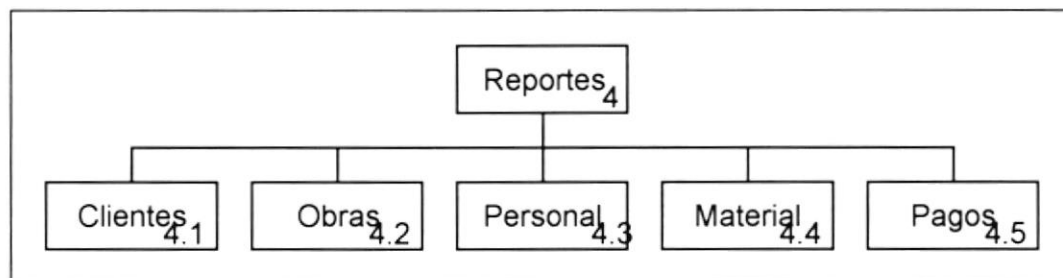 Reportes 4
Clientes 4.1
Obras 4.2
Personal 4.3
Material 4.4
Pagos 4.5